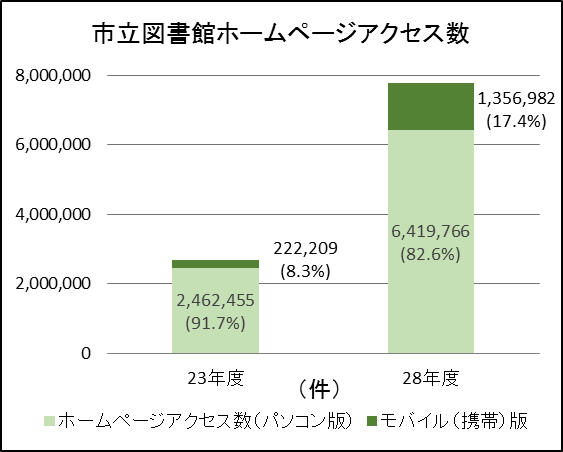 市立図書館ホームページアクセス数
8,000,000
6,000,000
4,000,000
2,000,000
0
2,462,455
(91.7%)
222,209
(8.3%)
6,419,766
(82.6%)
1,356,982
(17.4%)
23年度
28年度
（件）
ホームページアクセス数（パソコン版）
モバイル（携帯）版